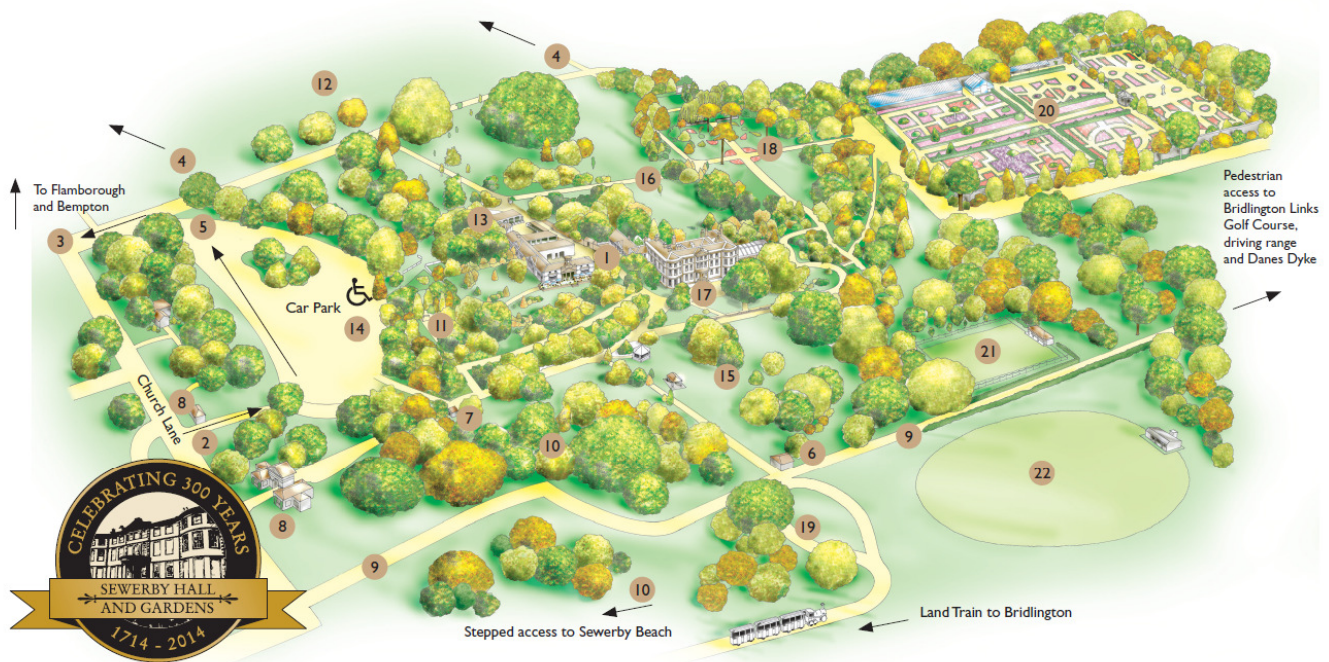 4
12
20
18
4
To Flamborough
and Bempton
16
Pedestrian
access to
Bridlington Links
Golf Course,
driving range
and Danes Dyke
13
5
3
1
17
Car Park
14
11
21
15
8
Church Lane
7
2
10
6
9
22
8
19
9
10
CELEBRATING 300 YEARS
SEWERBY HALL
AND GARDENS
1714 - 2014
Land Train to Bridlington
Stepped access to Sewerby Beach